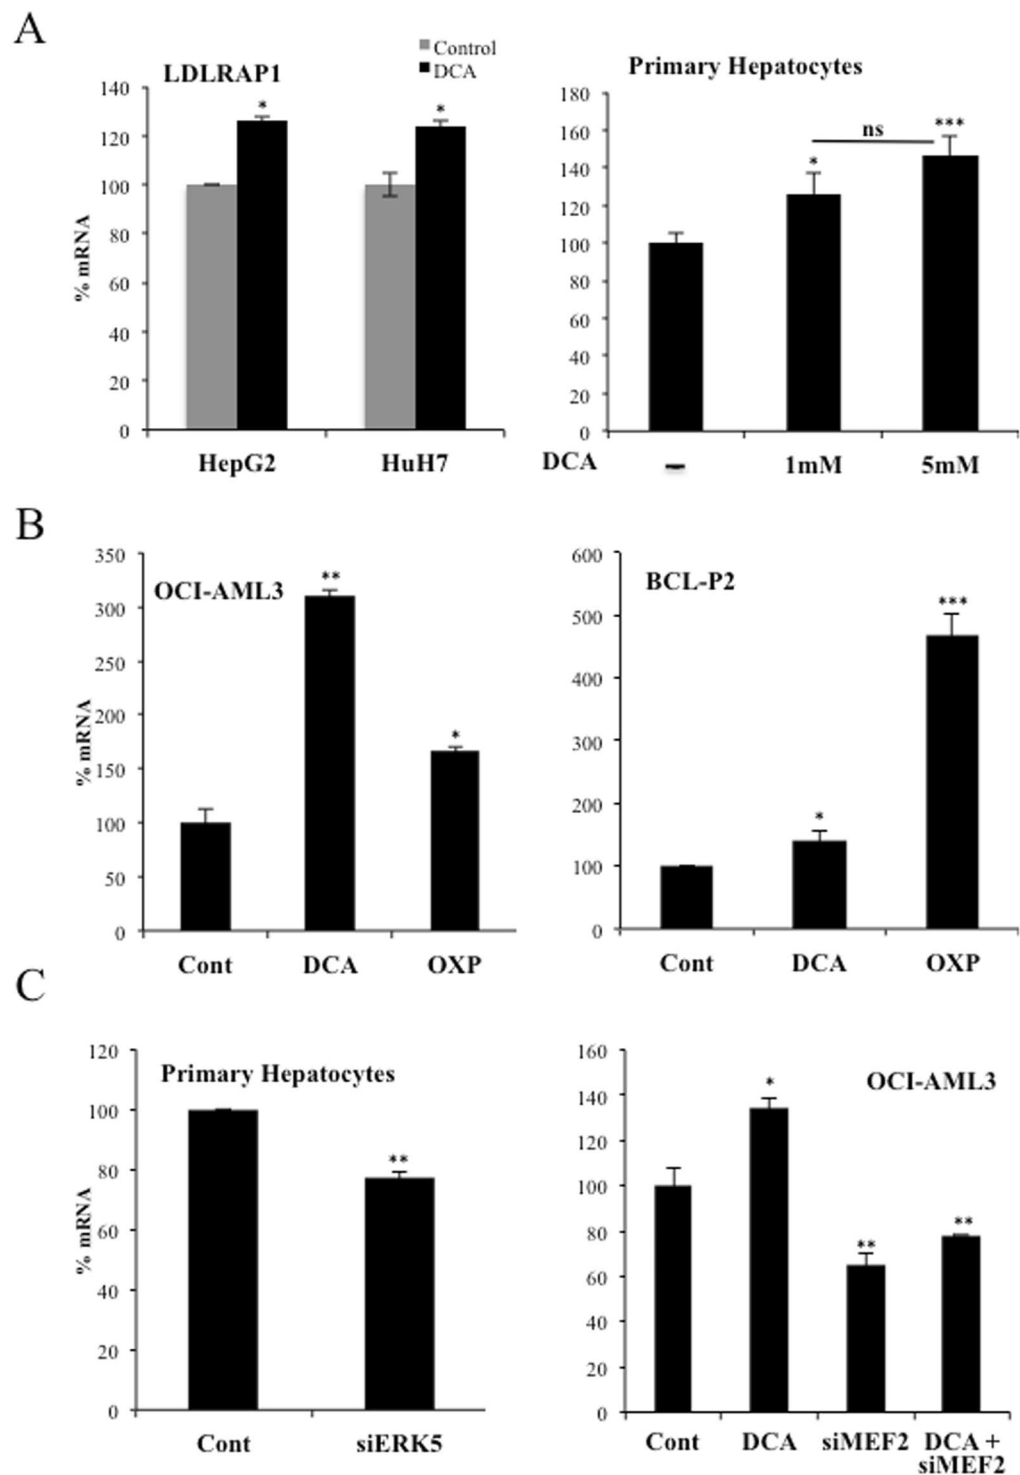 A
LDLRAP1
Control
DCA
% mRNA
140
120
100
80
60
40
20
0
*
*
HepG2
HuH7
Primary Hepatocytes
180
160
140
120
100
80
60
40
20
0
*
ns
***
DCA
–
1mM
5mM
B
OCI-AML3
% mRNA
350
300
250
200
150
100
50
0
**
*
Cont
DCA
OXP
BCL-P2
600
500
400
300
200
100
0
*
***
Cont
DCA
OXP
C
Primary Hepatocytes
% mRNA
120
100
80
60
40
20
0
**
Cont
siERK5
OCI-AML3
160
140
120
100
80
60
40
20
0
*
**
**
Cont
DCA
siMEF2
DCA +
siMEF2